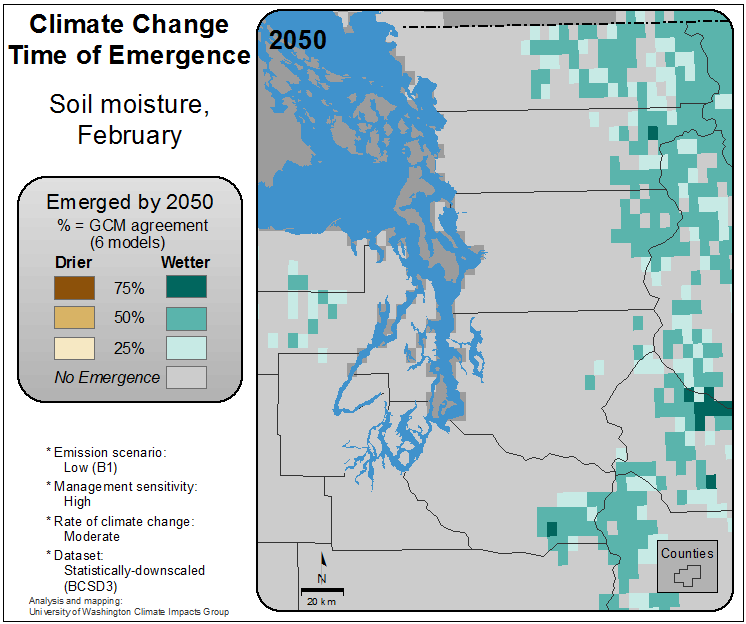 Climate Change
Time of Emergence
Soil moisture,
February
Emerged by 2050
% = GCM agreement
(6 models)
Drier
Wetter
75%
50%
25%
No Emergence
* Emission scenario:
Low (B1)
* Management sensitivity:
High
* Rate of climate change:
Moderate
* Dataset:
Statistically-downscaled
(BCSD3)
Analysis and mapping:
University of Washington Climate Impacts Group
2050
N
20 km
Counties